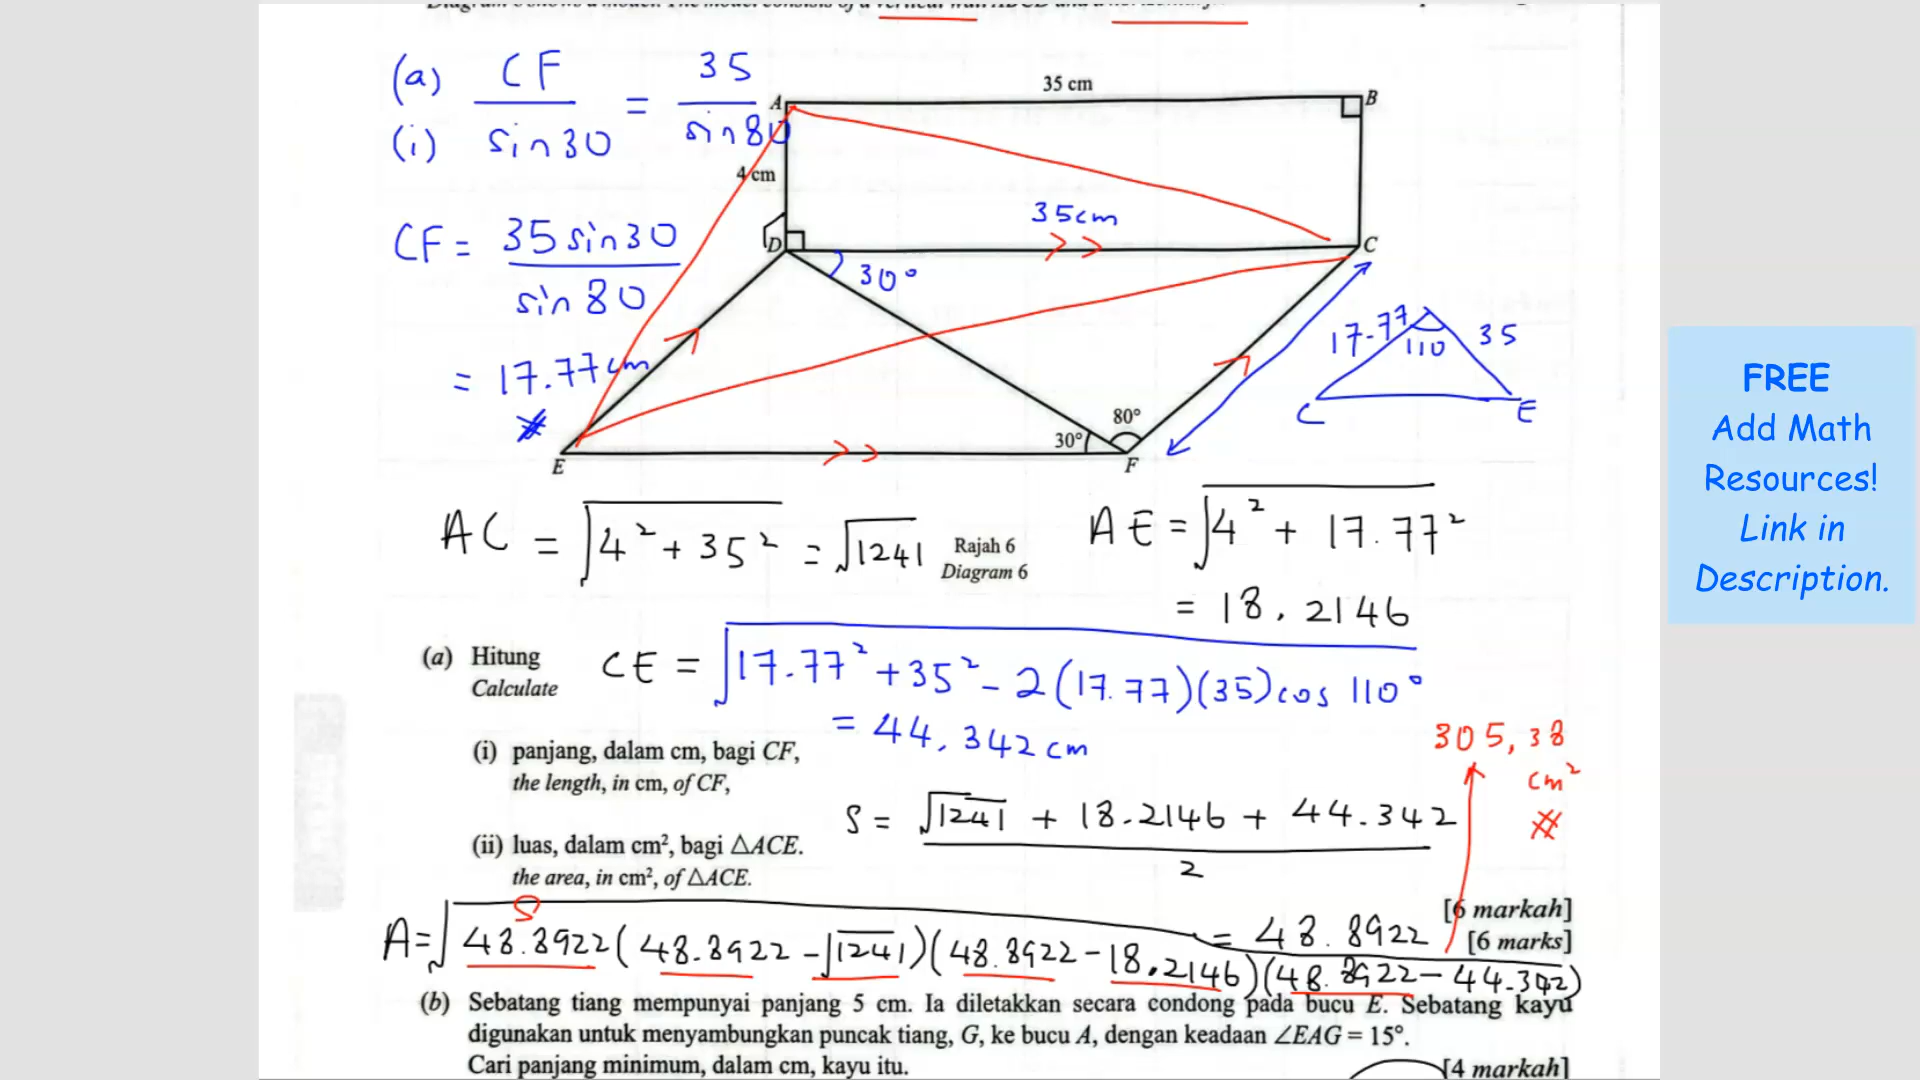 (a) CF / sin30 = 35 / sin80
(i)
CF = 35 sin30 / sin 80
= 17.77cm
35 cm
A
B
4 cm
D
35cm
C
30°
80°
30°
E
F
17.77
110
35
C
E
AC = √4² + 35² = √1241
Rajah 6
Diagram 6
AE = √4² + 17.77²
= 18.2146
(a) Hitung
Calculate
CE = √17.77² + 35² - 2(17.77)(35)cos 110°
= 44.342 cm
(i) panjang, dalam cm, bagi CF,
the length, in cm, of CF,
305.38
cm²
S = √1241 + 18.2146 + 44.342 / 2
(ii) luas, dalam cm², bagi △ACE.
the area, in cm², of △ACE.
= 48.8922
[6 markah]
[6 marks]
S
A=√48.8922(48.8922-√1241)(48.8922-18.2146)(48.8922-44.342)
(b) Sebatang tiang mempunyai panjang 5 cm. Ia diletakkan secara condong pada bucu E. Sebatang kayu
digunakan untuk menyambungkan puncak tiang, G, ke bucu A, dengan keadaan ∠EAG = 15°.
Cari panjang minimum, dalam cm, kayu itu.
[4 markah]
FREE
Add Math
Resources!
Link in
Description.